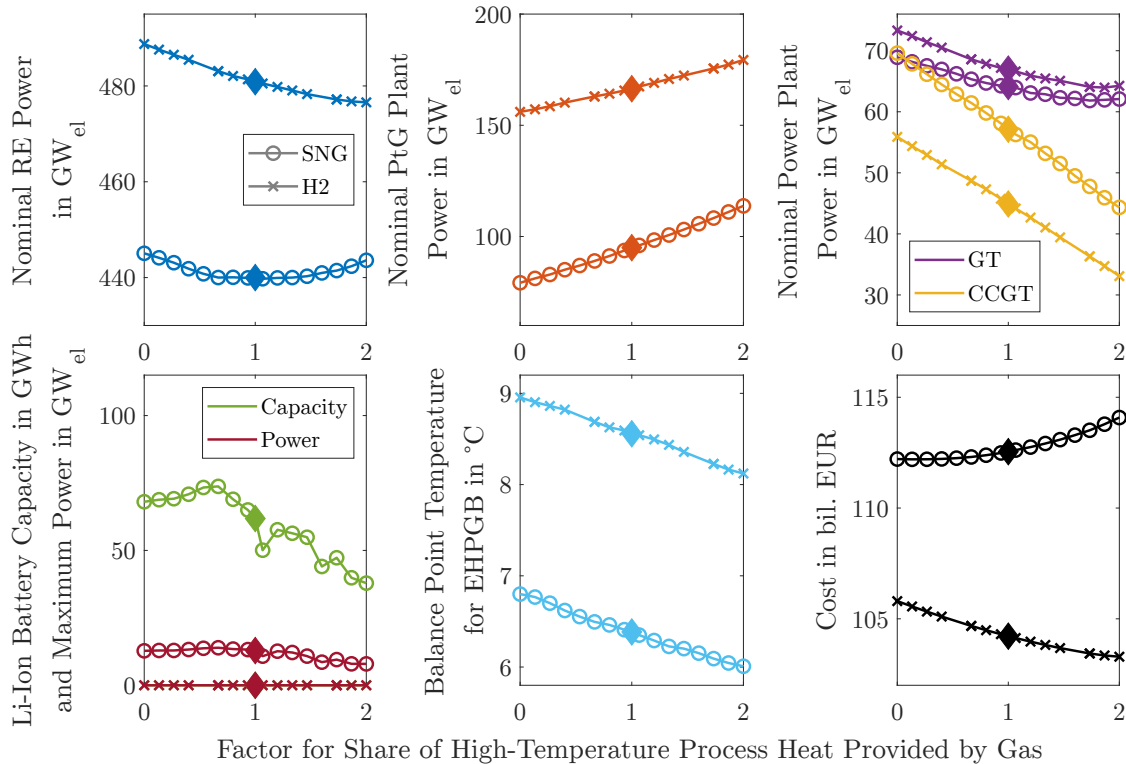 Nominal RE Power
in GW_el
480
460
440
0 1 2
SNG
H2
Nominal PtG Plant
Power in GW_el
200
150
100
0 1 2
Nominal Power Plant
Power in GW_el
70
60
50
40
30
0 1 2
GT
CCGT
Li-Ion Battery Capacity in GWh
and Maximum Power in GW_el
100
50
0
0 1 2
Capacity
Power
Balance Point Temperature
for EHPGB in °C
9
8
7
6
0 1 2
Cost in bil. EUR
115
110
105
0 1 2
Factor for Share of High-Temperature Process Heat Provided by Gas